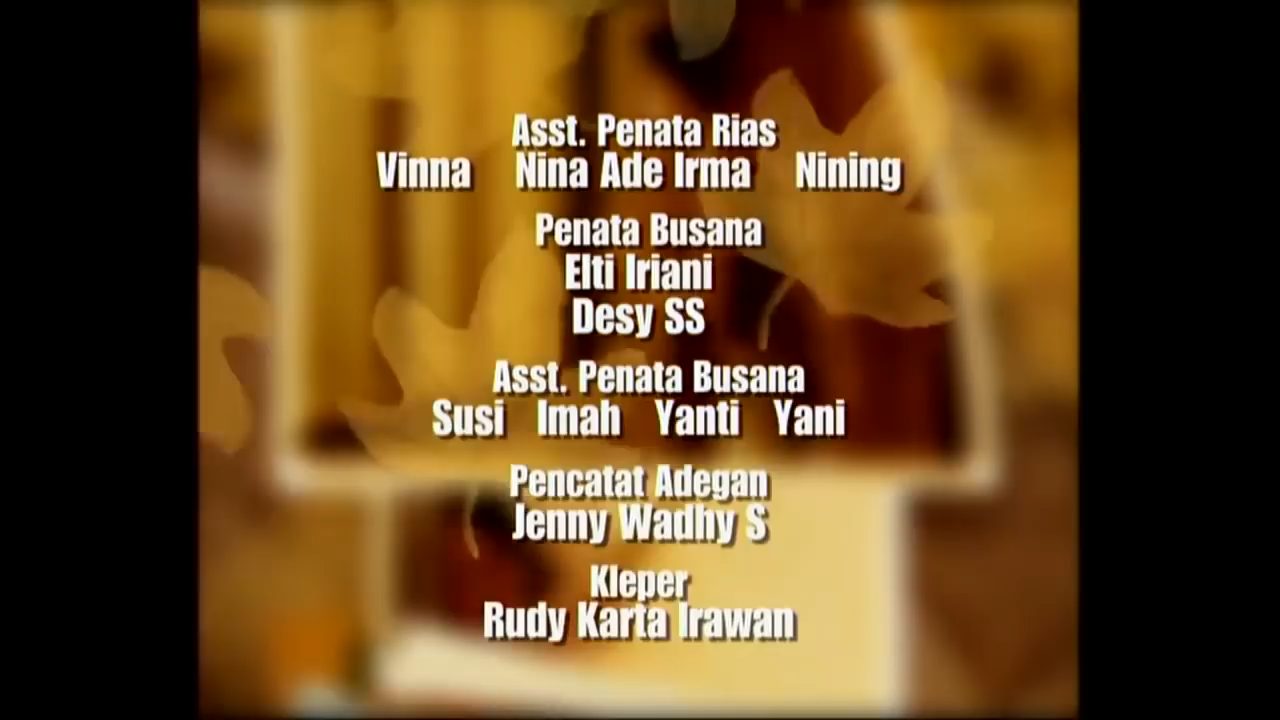 Asst. Penata Rias
Vinna Nina Ade Irma Nining
Penata Busana
Elti Iriani
Desy SS
Asst. Penata Busana
Susi Imah Yanti Yani
Pencatat Adegan
Jenny Wadhy S
Kleper
Rudy Karta Irawan